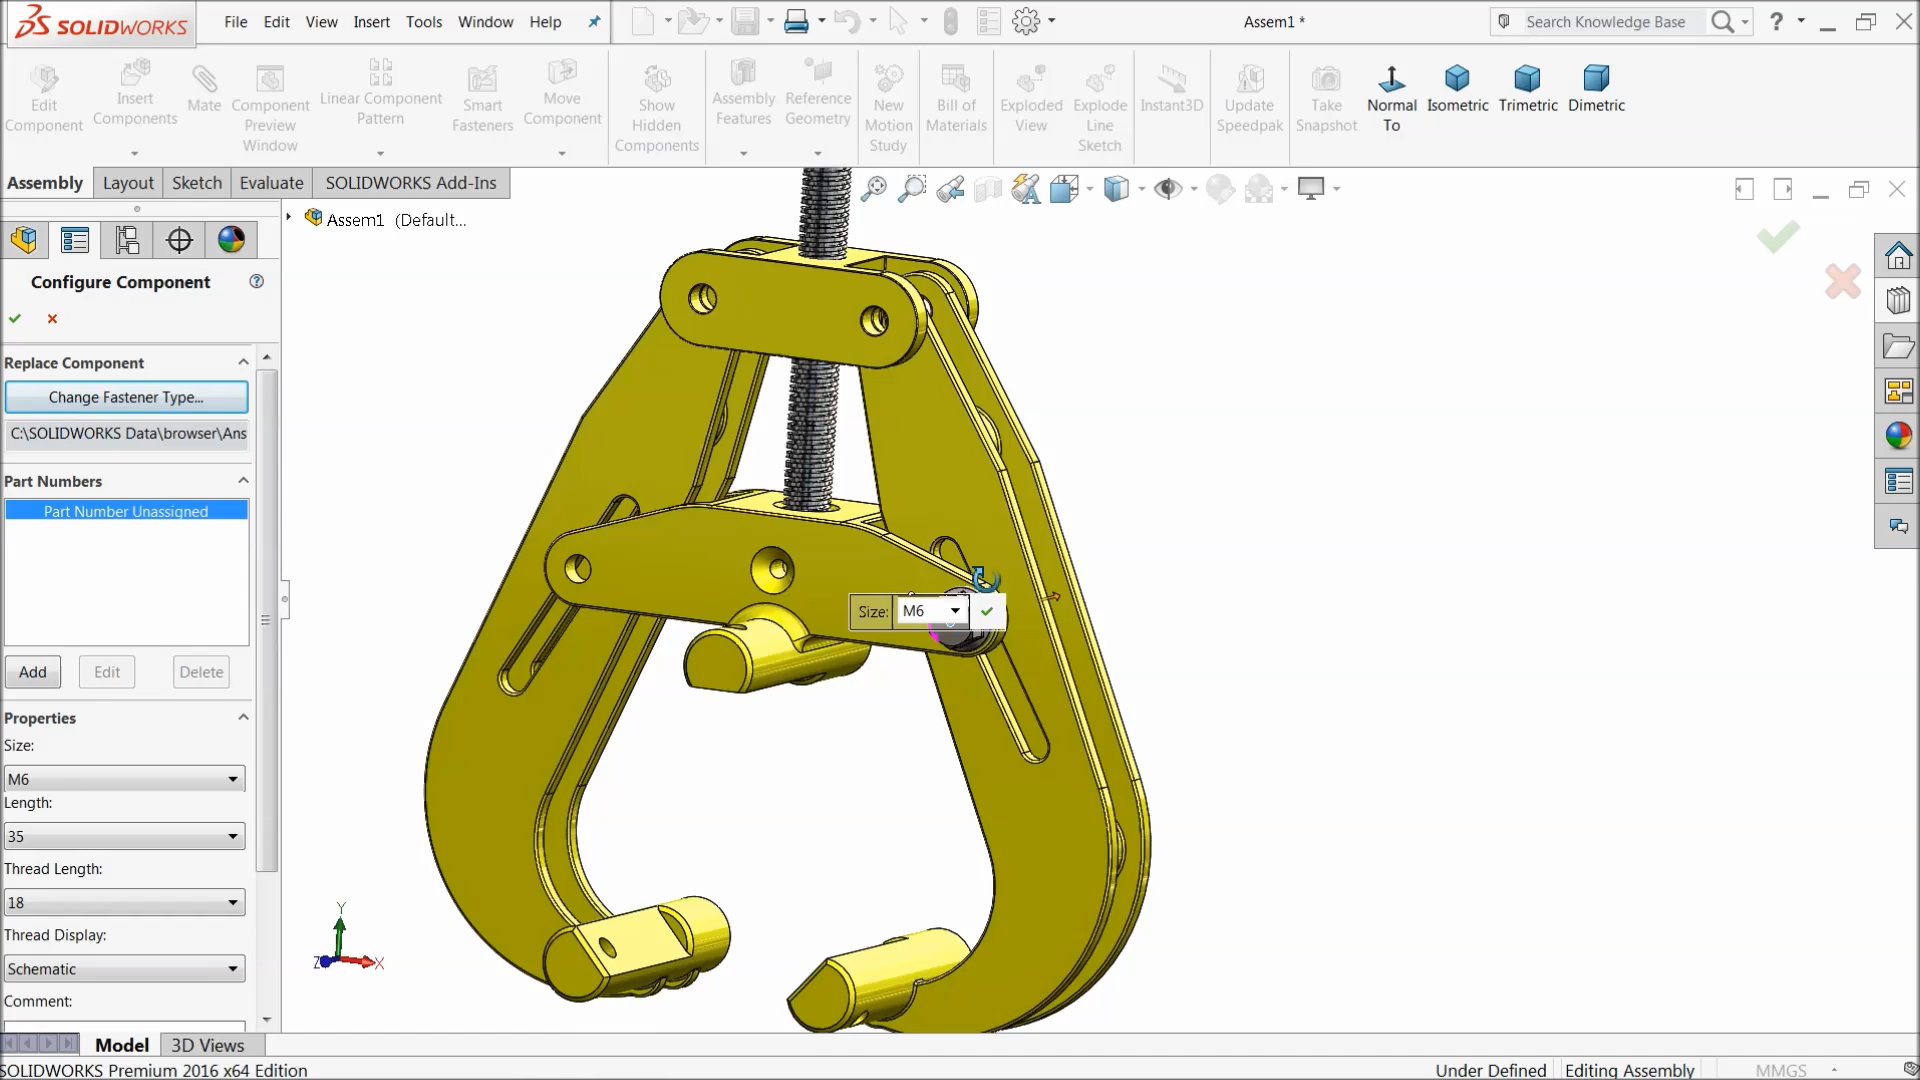 SOLIDWORKS
File Edit View Insert Tools Window Help
Assem1 *
Search Knowledge Base
?
Edit Component
Insert Components
Mate
Component Preview Window
Linear Component Pattern
Smart Fasteners
Move Component
Show Hidden Components
Assembly Features
Reference Geometry
New Motion Study
Bill of Materials
Exploded View
Explode Line Sketch
Instant3D
Update Speedpak
Take Snapshot
Normal To
Isometric
Trimetric
Dimetric
Assembly Layout Sketch Evaluate SOLIDWORKS Add-Ins
Assem1 (Default...
Configure Component
?
Replace Component
Change Fastener Type...
C:\SOLIDWORKS Data\browser\Ans
Part Numbers
Part Number Unassigned
Add Edit Delete
Properties
Size:
M6
Length:
35
Thread Length:
18
Thread Display:
Schematic
Comment:
Size: M6
Y
Z X
Model 3D Views
SOLIDWORKS Premium 2016 x64 Edition
Under Defined Editing Assembly MMGS